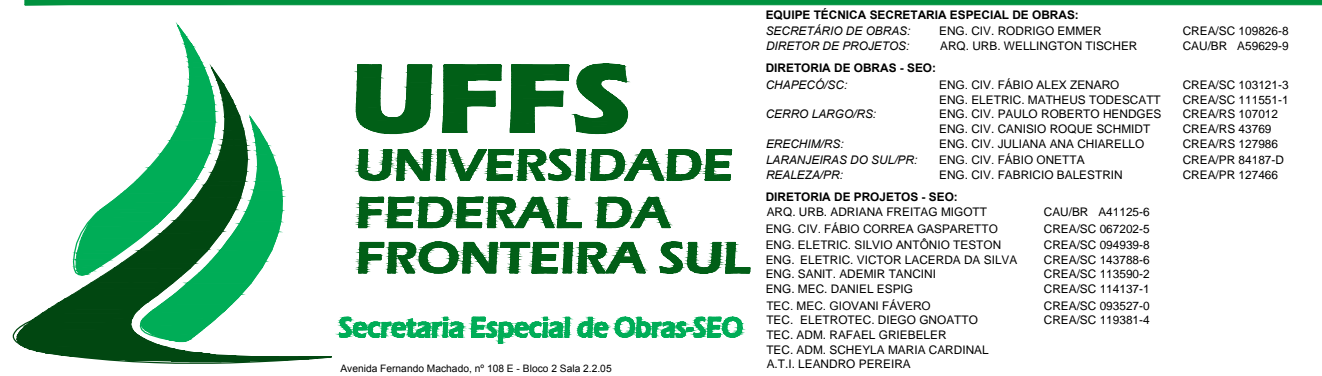 UFFS
UNIVERSIDADE
FEDERAL DA
FRONTEIRA SUL
Secretaria Especial de Obras-SEO
Avenida Fernando Machado, nº 108 E - Bloco 2 Sala 2.2.05
EQUIPE TÉCNICA SECRETARIA ESPECIAL DE OBRAS:
SECRETÁRIO DE OBRAS: ENG. CIV. RODRIGO EMMER CREA/SC 109826-8
DIRETOR DE PROJETOS: ARQ. URB. WELLINGTON TISCHER CAU/BR A59629-9
DIRETORIA DE OBRAS - SEO:
CHAPECÓ/SC: ENG. CIV. FÁBIO ALEX ZENARO CREA/SC 103121-3
ENG. ELETRIC. MATHEUS TODESCATT CREA/SC 111551-1
CERRO LARGO/RS: ENG. CIV. PAULO ROBERTO HENDGES CREA/RS 107012
ENG. CIV. CANISIO ROQUE SCHMIDT CREA/RS 43769
ERECHIM/RS: ENG. CIV. JULIANA ANA CHIARELLO CREA/RS 127986
LARANJEIRAS DO SUL/PR: ENG. CIV. FÁBIO ONETTA CREA/PR 84187-D
REALEZA/PR: ENG. CIV. FABRICIO BALESTRIN CREA/PR 127466
DIRETORIA DE PROJETOS - SEO:
ARQ. URB. ADRIANA FREITAG MIGOTT CAU/BR A41125-6
ENG. CIV. FÁBIO CORREA GASPARETTO CREA/SC 067202-5
ENG. ELETRIC. SILVIO ANTÔNIO TESTON CREA/SC 094939-8
ENG. ELETRIC. VICTOR LACERDA DA SILVA CREA/SC 143788-6
ENG. SANIT. ADEMIR TANCINI CREA/SC 113590-2
ENG. MEC. DANIEL ESPIG CREA/SC 114137-1
TEC. MEC. GIOVANI FÁVERO CREA/SC 093527-0
TEC. ELETROTEC. DIEGO GNOATTO CREA/SC 119381-4
TEC. ADM. RAFAEL GRIEBELER
TEC. ADM. SCHEYLA MARIA CARDINAL
A.T.I. LEANDRO PEREIRA